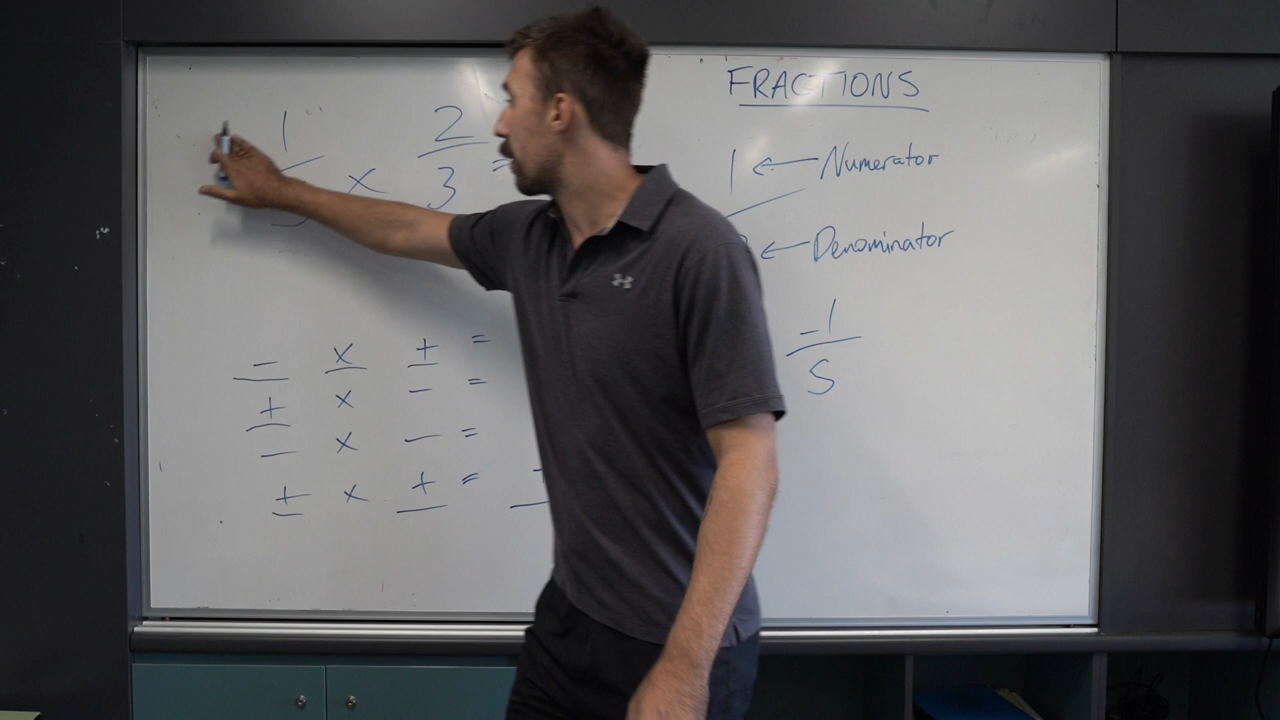 FRACTIONS
1 2
× =
3
1 ← Numerator
← Denominator
-1
5
- × + =
+ × - =
- × - =
+ × + =